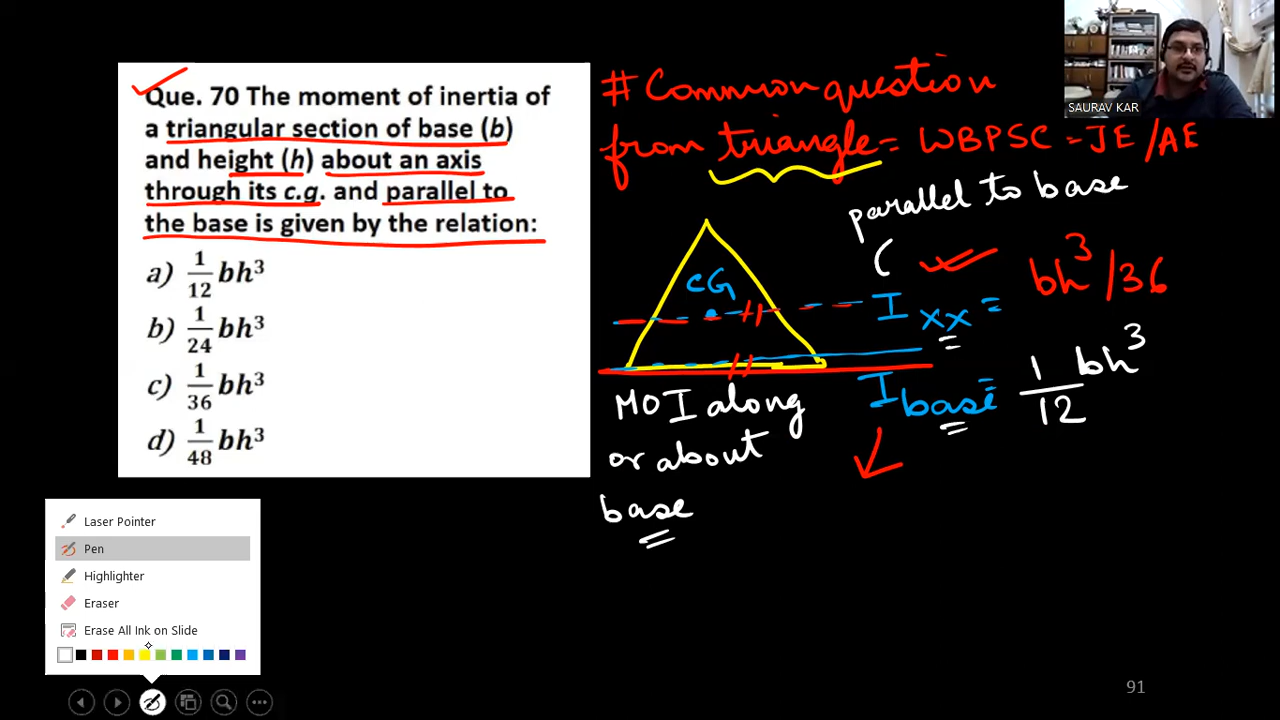 Que. 70 The moment of inertia of
a triangular section of base (b)
and height (h) about an axis
through its c.g. and parallel to
the base is given by the relation:
a) 1/12 bh³
b) 1/24 bh³
c) 1/36 bh³
d) 1/48 bh³
# Common question
from triangle = WBPSC - JE / AE
SAURAV KAR
parallel to base
(
CG
I xx = bh³/36
I base = 1/12 bh³
MOI along
or about
base
Laser Pointer
Pen
Highlighter
Eraser
Erase All Ink on Slide
91